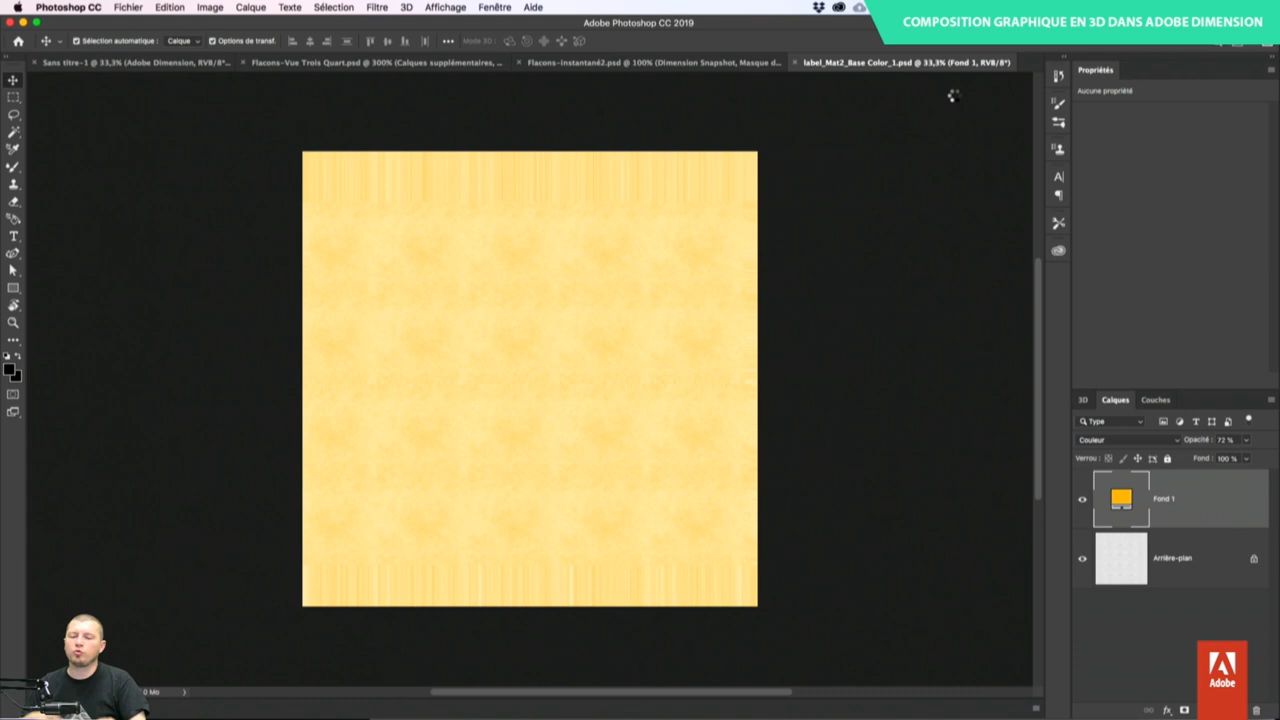 Photoshop CC Fichier Edition Image Calque Texte Sélection Filtre 3D Affichage Fenêtre Aide
COMPOSITION GRAPHIQUE EN 3D DANS ADOBE DIMENSION
Adobe Photoshop CC 2019
Sélection automatique : Calque Options de transf. Mode 3D :
Sans titre-1 @ 33,3% (Adobe Dimension, RVB/8*... Flacons-Vue Trois Quart.psd @ 300% (Calques supplémentaires, ... Flacons-instantané2.psd @ 100% (Dimension Snapshot, Masque d... label_Mat2_Base Color_1.psd @ 33,3% (Fond 1, RVB/8*)
Propriétés
Aucune propriété
3D Calques Couches
Type
Couleur Opacité : 72 %
Verrou : Fond : 100 %
Fond 1
Arrière-plan
Adobe
0 Mo